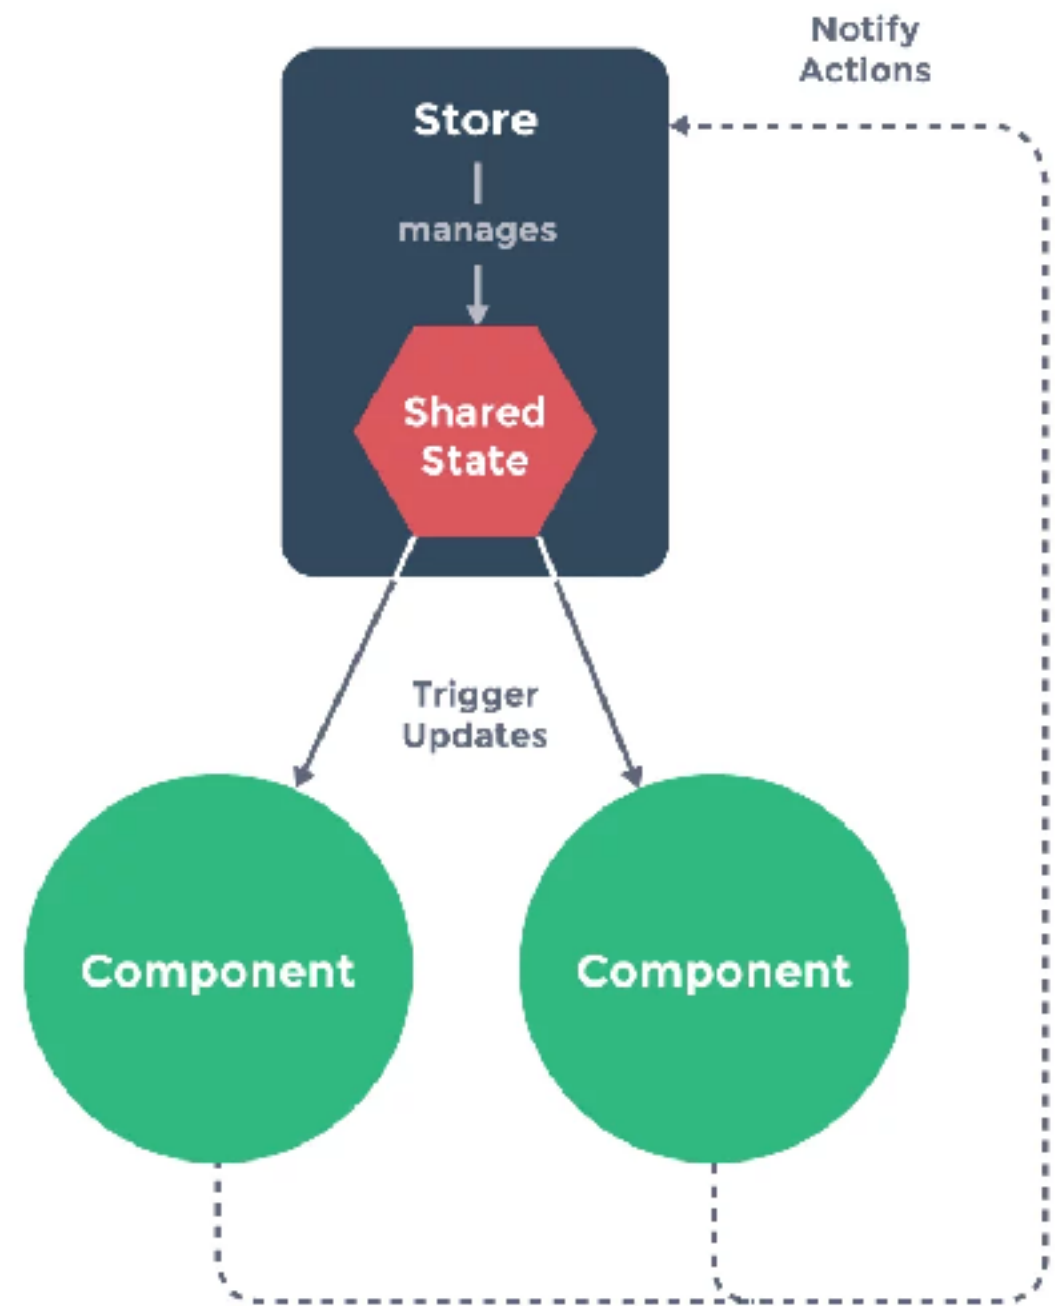 Notify
Actions
Store
manages
Shared
State
Trigger
Updates
Component
Component